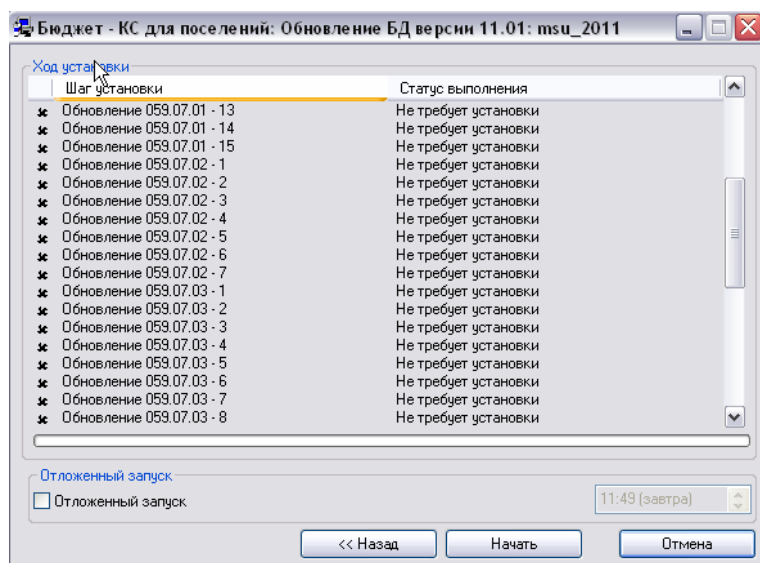 Бюджет - КС для поселений: Обновление БД версии 11.01: msu_2011
Ход установки
Шаг установки Статус выполнения
Обновление 059.07.01 - 13 Не требует установки
Обновление 059.07.01 - 14 Не требует установки
Обновление 059.07.01 - 15 Не требует установки
Обновление 059.07.02 - 1 Не требует установки
Обновление 059.07.02 - 2 Не требует установки
Обновление 059.07.02 - 3 Не требует установки
Обновление 059.07.02 - 4 Не требует установки
Обновление 059.07.02 - 5 Не требует установки
Обновление 059.07.02 - 6 Не требует установки
Обновление 059.07.02 - 7 Не требует установки
Обновление 059.07.03 - 1 Не требует установки
Обновление 059.07.03 - 2 Не требует установки
Обновление 059.07.03 - 3 Не требует установки
Обновление 059.07.03 - 4 Не требует установки
Обновление 059.07.03 - 5 Не требует установки
Обновление 059.07.03 - 6 Не требует установки
Обновление 059.07.03 - 7 Не требует установки
Обновление 059.07.03 - 8 Не требует установки
Отложенный запуск
Отложенный запуск 11:49 (завтра)
<< Назад Начать Отмена